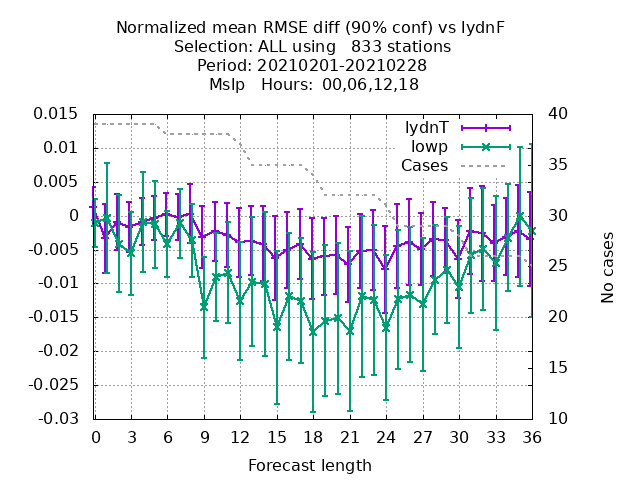 Normalized mean RMSE diff (90% conf) vs IydnF
Selection: ALL using   833 stations
Period: 20210201-20210228
Mslp   Hours: 00,06,12,18
IydnT
Iowp
Cases
0.015
0.01
0.005
0
-0.005
-0.01
-0.015
-0.02
-0.025
-0.03
40
35
30
25
20
15
10
No cases
0 3 6 9 12 15 18 21 24 27 30 33 36
Forecast length